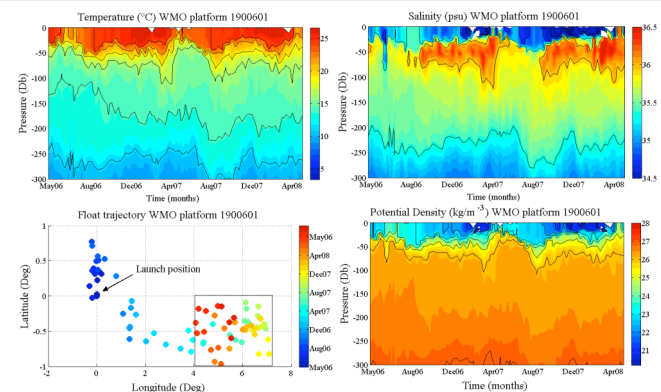 Temperature (°C) WMO platform 1900601
0
-50
-100
-150
-200
-250
-300
Pressure (Db)
May06 Aug06 Dec06 Apr07 Aug07 Dec07 Apr08
Time (months)
25
20
15
10
5
Salinity (psu) WMO platform 1900601
0
-50
-100
-150
-200
-250
-300
Pressure (Db)
May06 Aug06 Dec06 Apr07 Aug07 Dec07 Apr08
Time (months)
36.5
36
35.5
35
34.5
Float trajectory WMO platform 1900601
1
0.5
0
-0.5
-1
Latitude (Deg)
Launch position
-2 0 2 4 6 8
Longitude (Deg)
May06
Apr08
Dec07
Aug07
Apr07
Dec06
Aug06
May06
Potential Density (kg/m -3) WMO platform 1900601
0
-50
-100
-150
-200
-250
-300
Pressure (Db)
May06 Aug06 Dec06 Apr07 Aug07 Dec07 Apr08
Time (months)
28
27
26
25
24
23
22
21